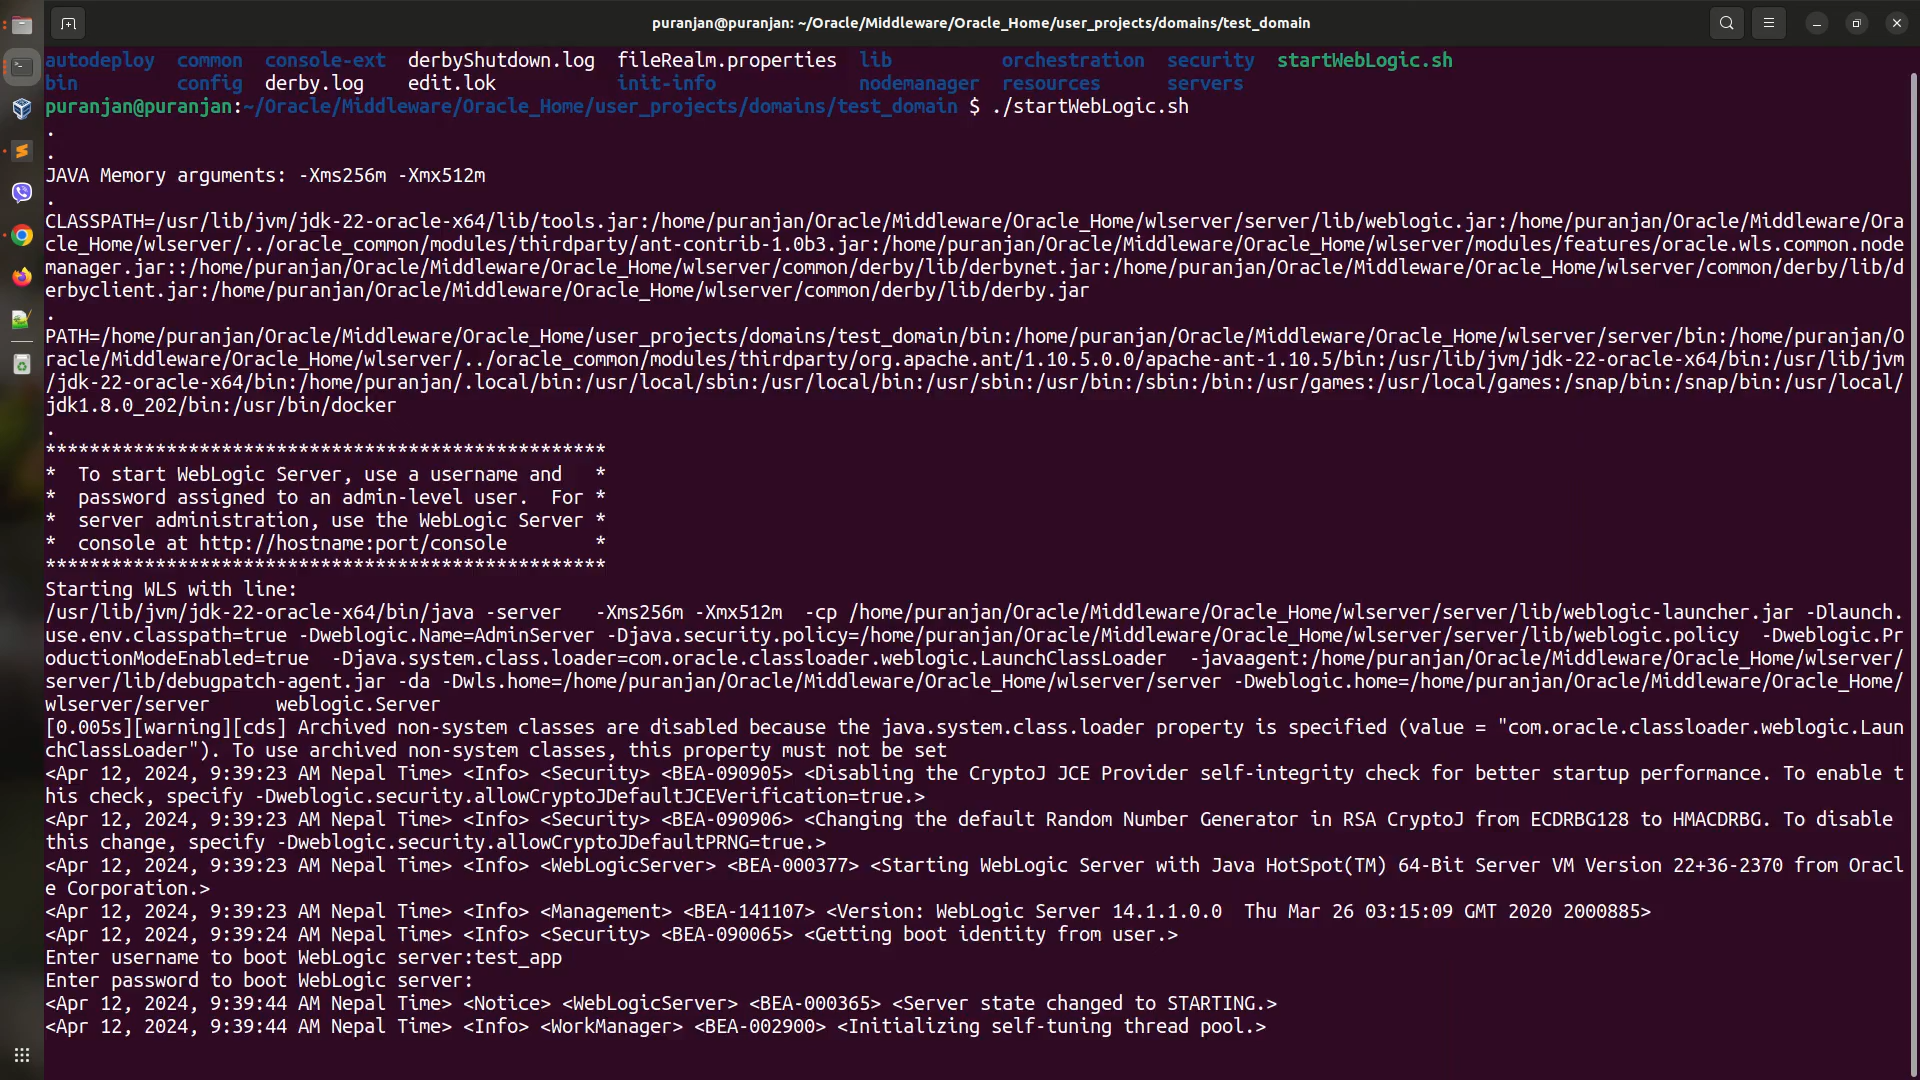 puranjan@puranjan: ~/Oracle/Middleware/Oracle_Home/user_projects/domains/test_domain
autodeploy  common  console-ext  derbyShutdown.log  fileRealm.properties  lib          orchestration  security  startWebLogic.sh
bin         config  derby.log    edit.lok           init-info             nodemanager  resources      servers
puranjan@puranjan:~/Oracle/Middleware/Oracle_Home/user_projects/domains/test_domain $ ./startWebLogic.sh
.
.
JAVA Memory arguments: -Xms256m -Xmx512m
.
CLASSPATH=/usr/lib/jvm/jdk-22-oracle-x64/lib/tools.jar:/home/puranjan/Oracle/Middleware/Oracle_Home/wlserver/server/lib/weblogic.jar:/home/puranjan/Oracle/Middleware/Ora
cle_Home/wlserver/../oracle_common/modules/thirdparty/ant-contrib-1.0b3.jar:/home/puranjan/Oracle/Middleware/Oracle_Home/wlserver/modules/features/oracle.wls.common.node
manager.jar::/home/puranjan/Oracle/Middleware/Oracle_Home/wlserver/common/derby/lib/derbynet.jar:/home/puranjan/Oracle/Middleware/Oracle_Home/wlserver/common/derby/lib/d
erbyclient.jar:/home/puranjan/Oracle/Middleware/Oracle_Home/wlserver/common/derby/lib/derby.jar
.
PATH=/home/puranjan/Oracle/Middleware/Oracle_Home/user_projects/domains/test_domain/bin:/home/puranjan/Oracle/Middleware/Oracle_Home/wlserver/server/bin:/home/puranjan/O
racle/Middleware/Oracle_Home/wlserver/../oracle_common/modules/thirdparty/org.apache.ant/1.10.5.0.0/apache-ant-1.10.5/bin:/usr/lib/jvm/jdk-22-oracle-x64/bin:/usr/lib/jvm
/jdk-22-oracle-x64/bin:/home/puranjan/.local/bin:/usr/local/sbin:/usr/local/bin:/usr/sbin:/usr/bin:/sbin:/bin:/usr/games:/usr/local/games:/snap/bin:/snap/bin:/usr/local/
jdk1.8.0_202/bin:/usr/bin/docker
.
***************************************************
*  To start WebLogic Server, use a username and   *
*  password assigned to an admin-level user.  For *
*  server administration, use the WebLogic Server *
*  console at http://hostname:port/console        *
***************************************************
Starting WLS with line:
/usr/lib/jvm/jdk-22-oracle-x64/bin/java -server   -Xms256m -Xmx512m  -cp /home/puranjan/Oracle/Middleware/Oracle_Home/wlserver/server/lib/weblogic-launcher.jar -Dlaunch.
use.env.classpath=true -Dweblogic.Name=AdminServer -Djava.security.policy=/home/puranjan/Oracle/Middleware/Oracle_Home/wlserver/server/lib/weblogic.policy  -Dweblogic.Pr
oductionModeEnabled=true  -Djava.system.class.loader=com.oracle.classloader.weblogic.LaunchClassLoader  -javaagent:/home/puranjan/Oracle/Middleware/Oracle_Home/wlserver/
server/lib/debugpatch-agent.jar -da -Dwls.home=/home/puranjan/Oracle/Middleware/Oracle_Home/wlserver/server -Dweblogic.home=/home/puranjan/Oracle/Middleware/Oracle_Home/
wlserver/server      weblogic.Server
[0.005s][warning][cds] Archived non-system classes are disabled because the java.system.class.loader property is specified (value = "com.oracle.classloader.weblogic.Laun
chClassLoader"). To use archived non-system classes, this property must not be set
<Apr 12, 2024, 9:39:23 AM Nepal Time> <Info> <Security> <BEA-090905> <Disabling the CryptoJ JCE Provider self-integrity check for better startup performance. To enable t
his check, specify -Dweblogic.security.allowCryptoJDefaultJCEVerification=true.>
<Apr 12, 2024, 9:39:23 AM Nepal Time> <Info> <Security> <BEA-090906> <Changing the default Random Number Generator in RSA CryptoJ from ECDRBG128 to HMACDRBG. To disable
this change, specify -Dweblogic.security.allowCryptoJDefaultPRNG=true.>
<Apr 12, 2024, 9:39:23 AM Nepal Time> <Info> <WebLogicServer> <BEA-000377> <Starting WebLogic Server with Java HotSpot(TM) 64-Bit Server VM Version 22+36-2370 from Oracl
e Corporation.>
<Apr 12, 2024, 9:39:23 AM Nepal Time> <Info> <Management> <BEA-141107> <Version: WebLogic Server 14.1.1.0.0  Thu Mar 26 03:15:09 GMT 2020 2000885>
<Apr 12, 2024, 9:39:24 AM Nepal Time> <Info> <Security> <BEA-090065> <Getting boot identity from user.>
Enter username to boot WebLogic server:test_app
Enter password to boot WebLogic server:
<Apr 12, 2024, 9:39:44 AM Nepal Time> <Notice> <WebLogicServer> <BEA-000365> <Server state changed to STARTING.>
<Apr 12, 2024, 9:39:44 AM Nepal Time> <Info> <WorkManager> <BEA-002900> <Initializing self-tuning thread pool.>